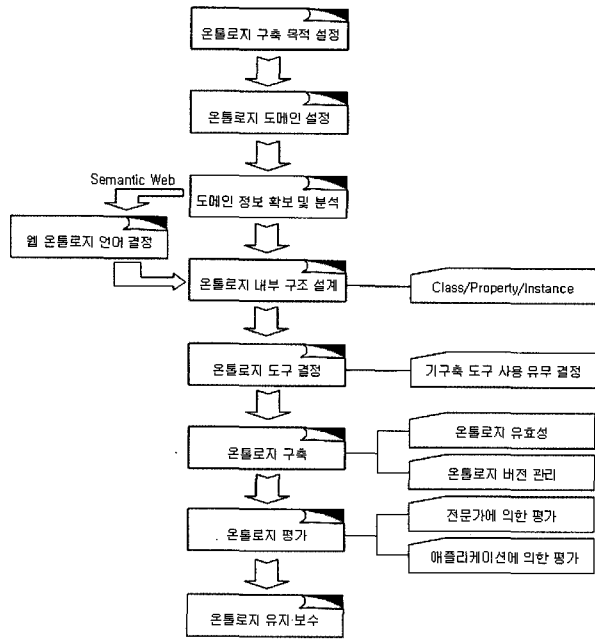 온톨로지 구축 목적 설정
온톨로지 도메인 설정
Semantic Web
도메인 정보 확보 및 분석
웹 온톨로지 언어 결정
온톨로지 내부 구조 설계
Class/Property/Instance
온톨로지 도구 결정
기구축 도구 사용 유무 결정
온톨로지 유효성
온톨로지 구축
온톨로지 버전 관리
전문가에 의한 평가
온톨로지 평가
애플리케이션에 의한 평가
온톨로지 유지·보수